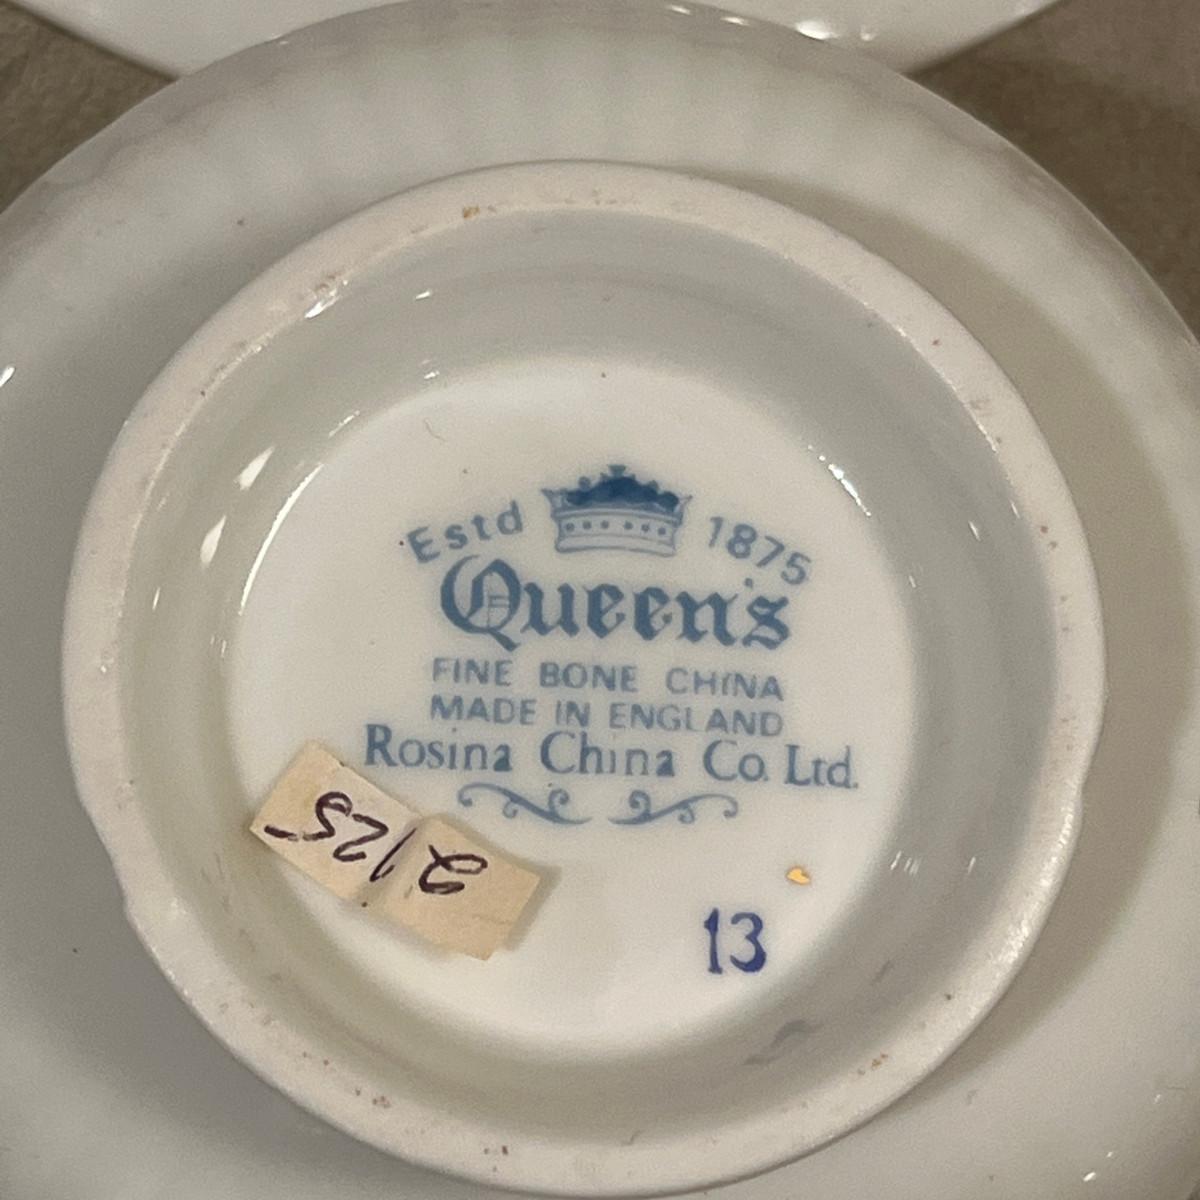 Estd 1875
Queen's
FINE BONE CHINA
MADE IN ENGLAND
Rosina China Co. Ltd.
2/25
13